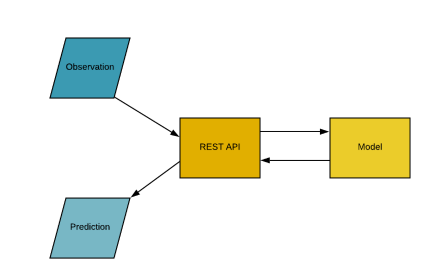 Observation
REST API
Model
Prediction